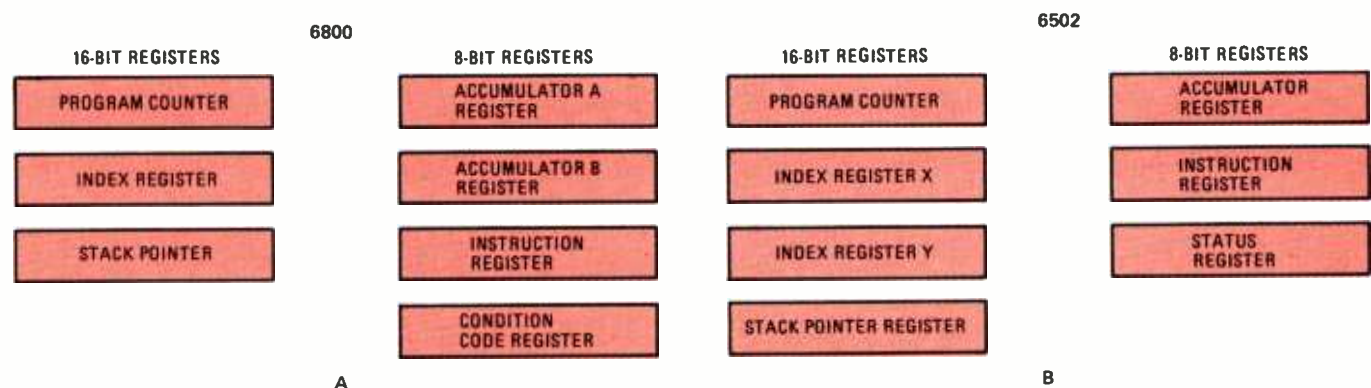 6800
16-BIT REGISTERS
PROGRAM COUNTER
INDEX REGISTER
STACK POINTER
8-BIT REGISTERS
ACCUMULATOR A
REGISTER
ACCUMULATOR B
REGISTER
INSTRUCTION
REGISTER
CONDITION
CODE REGISTER
A
6502
16-BIT REGISTERS
PROGRAM COUNTER
INDEX REGISTER X
INDEX REGISTER Y
STACK POINTER REGISTER
8-BIT REGISTERS
ACCUMULATOR
REGISTER
INSTRUCTION
REGISTER
STATUS
REGISTER
B